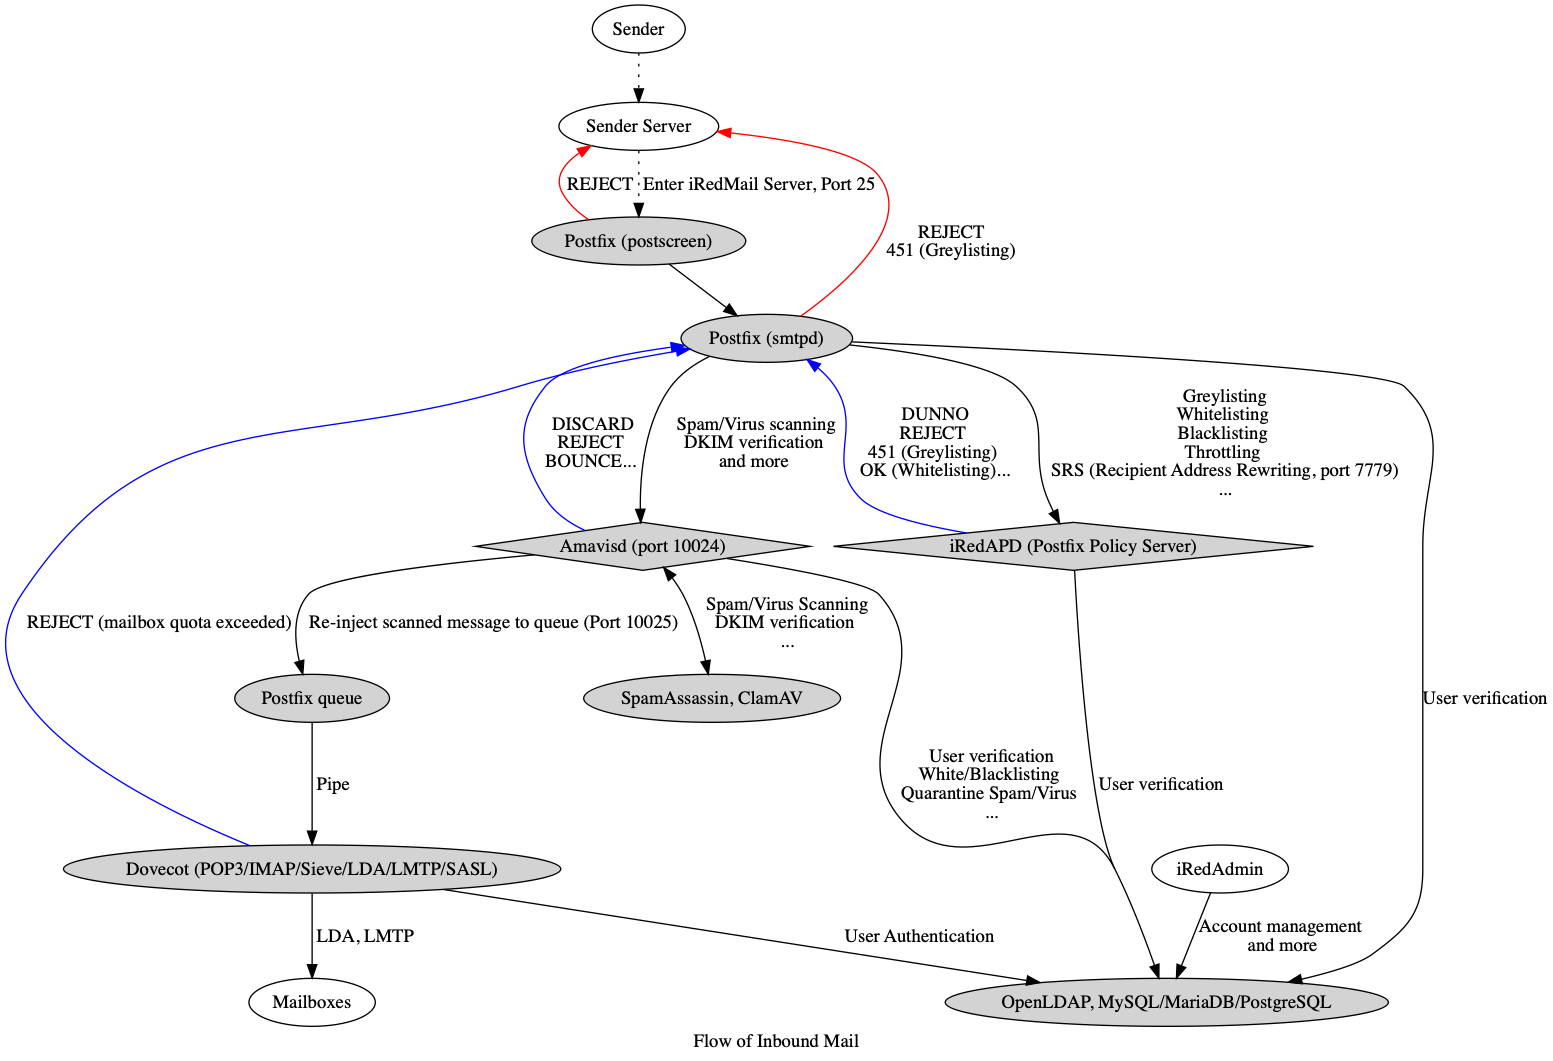 Sender
Sender Server
REJECT
Enter iRedMail Server, Port 25
Postfix (postscreen)
REJECT
451 (Greylisting)
Postfix (smtpd)
DISCARD
REJECT
BOUNCE...
Spam/Virus scanning
DKIM verification
and more
DUNNO
REJECT
451 (Greylisting)
OK (Whitelisting)...
Greylisting
Whitelisting
Blacklisting
Throttling
SRS (Recipient Address Rewriting, port 7779)
...
Amavisd (port 10024)
iRedAPD (Postfix Policy Server)
REJECT (mailbox quota exceeded)
Re-inject scanned message to queue (Port 10025)
Spam/Virus Scanning
DKIM verification
...
Postfix queue
SpamAssassin, ClamAV
User verification
Pipe
User verification
White/Blacklisting
Quarantine Spam/Virus
...
User verification
Dovecot (POP3/IMAP/Sieve/LDA/LMTP/SASL)
iRedAdmin
LDA, LMTP
User Authentication
Account management
and more
Mailboxes
OpenLDAP, MySQL/MariaDB/PostgreSQL
Flow of Inbound Mail